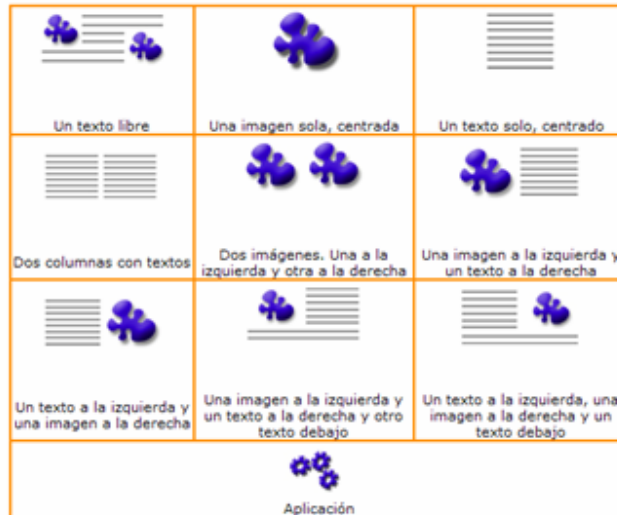 Un texto libre
Una imagen sola, centrada
Un texto solo, centrado
Dos columnas con textos
Dos imágenes. Una a la
izquierda y otra a la derecha
Una imagen a la izquierda y
un texto a la derecha
Un texto a la izquierda y
una imagen a la derecha
Una imagen a la izquierda y
un texto a la derecha y otro
texto debajo
Un texto a la izquierda, una
imagen a la derecha y un
texto debajo
Aplicación